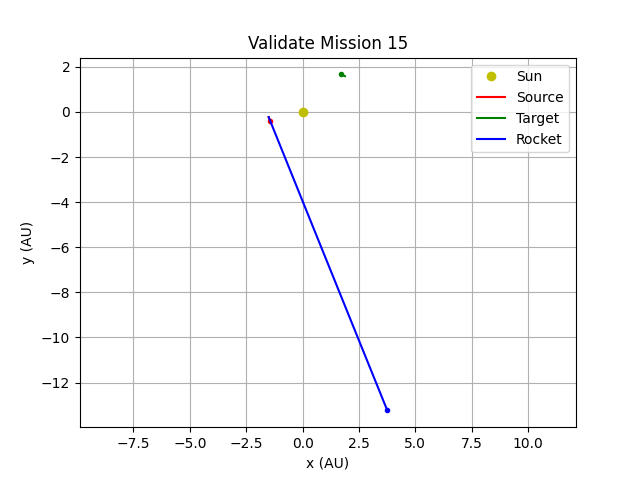 Validate Mission 15
Sun
Source
Target
Rocket
y (AU)
2
0
−2
−4
−6
−8
−10
−12
−7.5
−5.0
−2.5
0.0
2.5
5.0
7.5
10.0
x (AU)